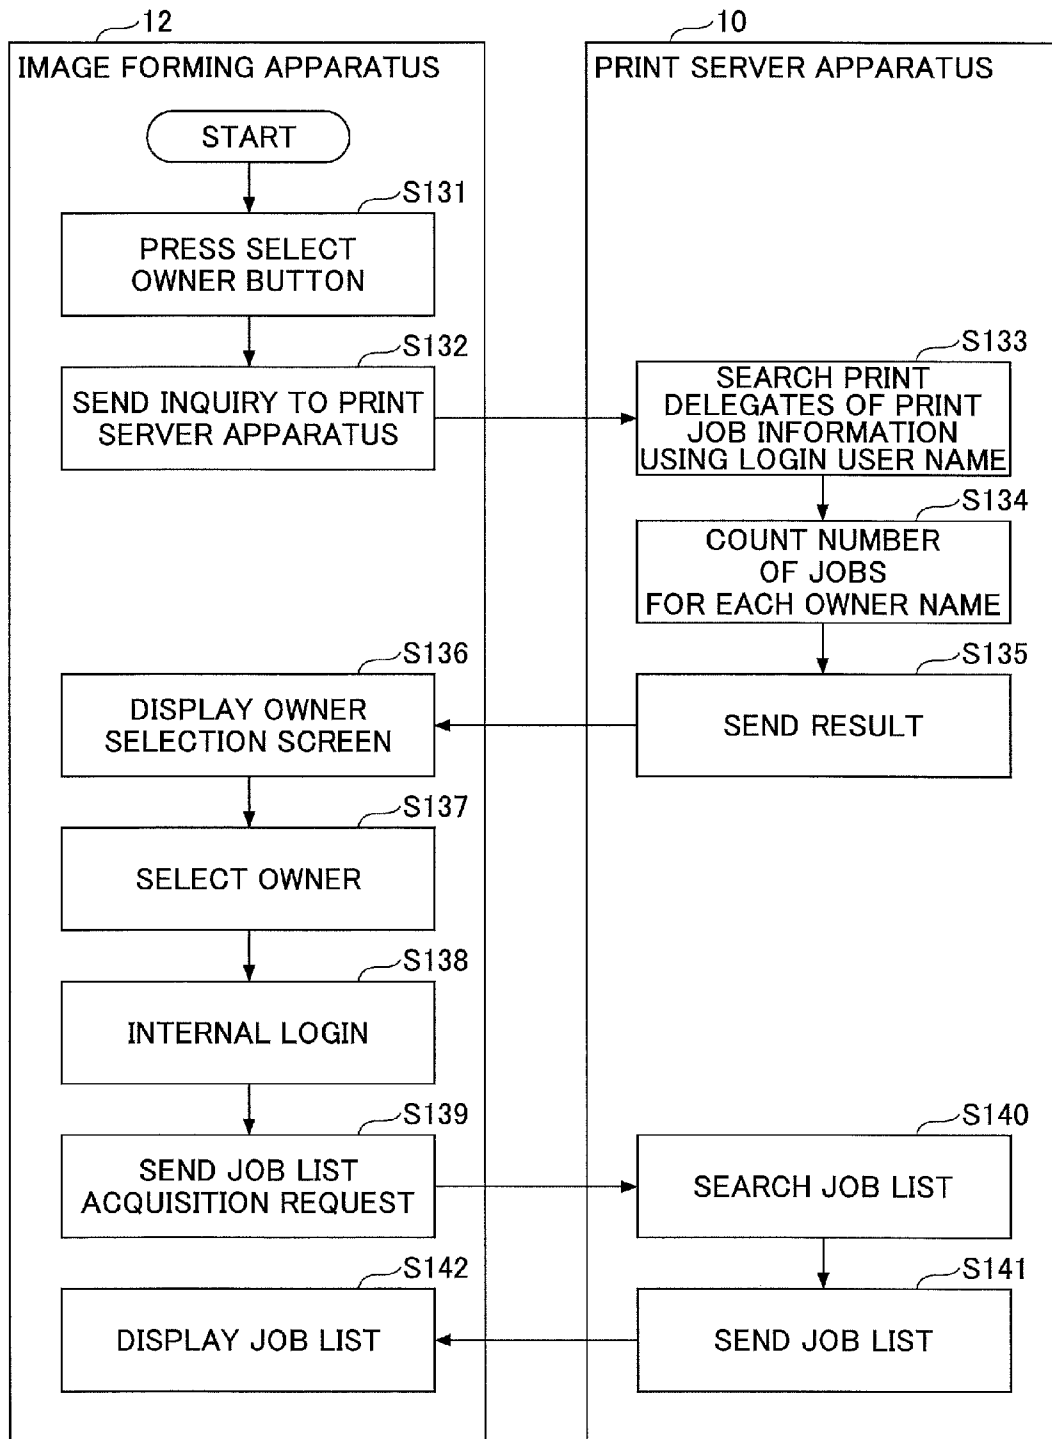 12
IMAGE FORMING APPARATUS
START
S131
PRESS SELECT
OWNER BUTTON
S132
SEND INQUIRY TO PRINT
SERVER APPARATUS
10
PRINT SERVER APPARATUS
S133
SEARCH PRINT
DELEGATES OF PRINT
JOB INFORMATION
USING LOGIN USER NAME
S134
COUNT NUMBER
OF JOBS
FOR EACH OWNER NAME
S135
SEND RESULT
S136
DISPLAY OWNER
SELECTION SCREEN
S137
SELECT OWNER
S138
INTERNAL LOGIN
S139
SEND JOB LIST
ACQUISITION REQUEST
S140
SEARCH JOB LIST
S141
SEND JOB LIST
S142
DISPLAY JOB LIST